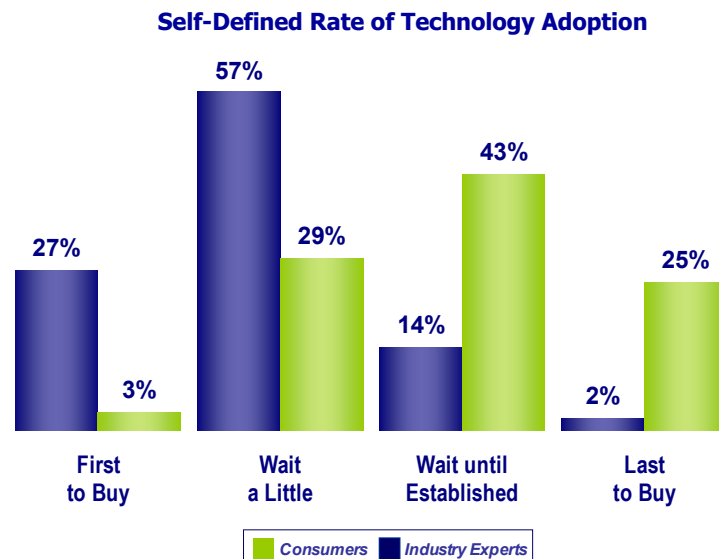 Self-Defined Rate of Technology Adoption
57%
43%
27%
29%
25%
14%
3%
2%
First
to Buy
Wait
a Little
Wait until
Established
Last
to Buy
Consumers Industry Experts